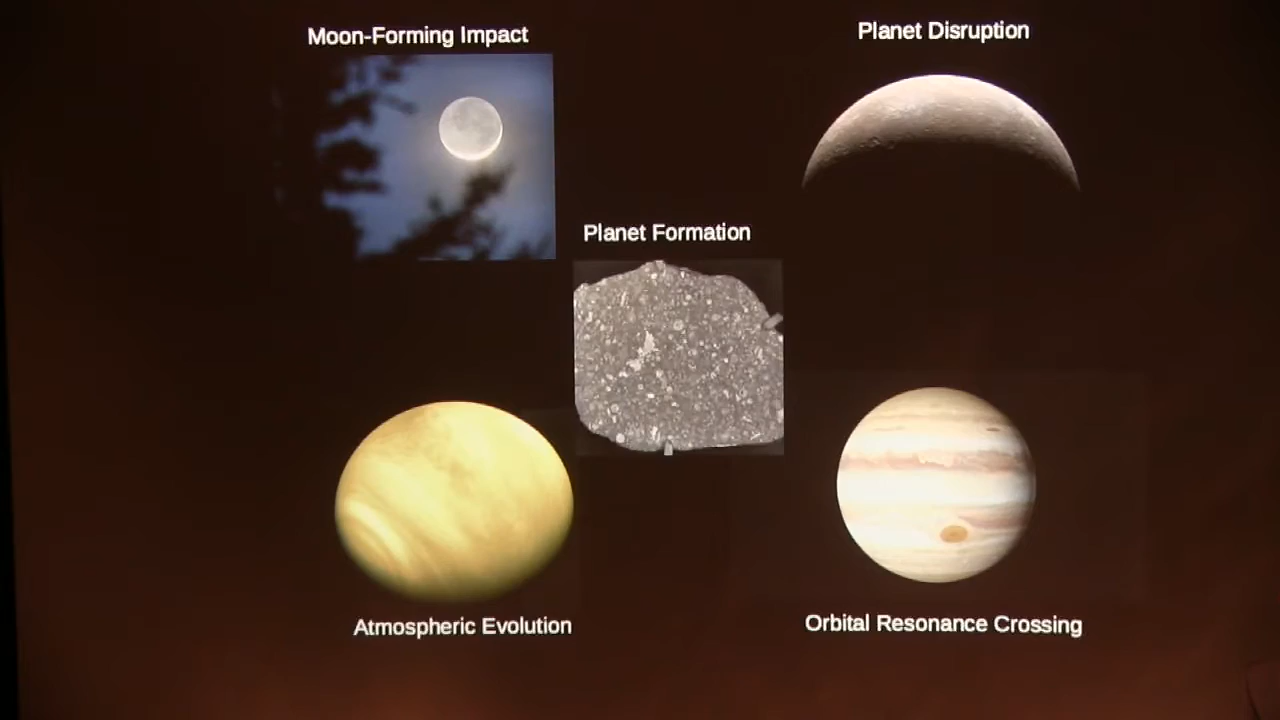 Moon-Forming Impact
Planet Disruption
Planet Formation
Atmospheric Evolution
Orbital Resonance Crossing